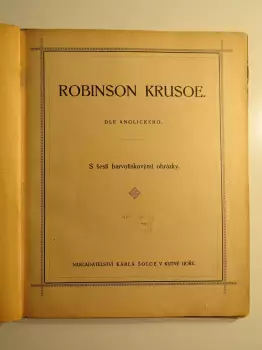 ROBINSON KRUSOE.
DLE ANGLICKÉHO.
S šesti barvotiskovými obrázky.
NAKLADATELSTVÍ KARLA ŠOLCE V KUTNÉ HOŘE.